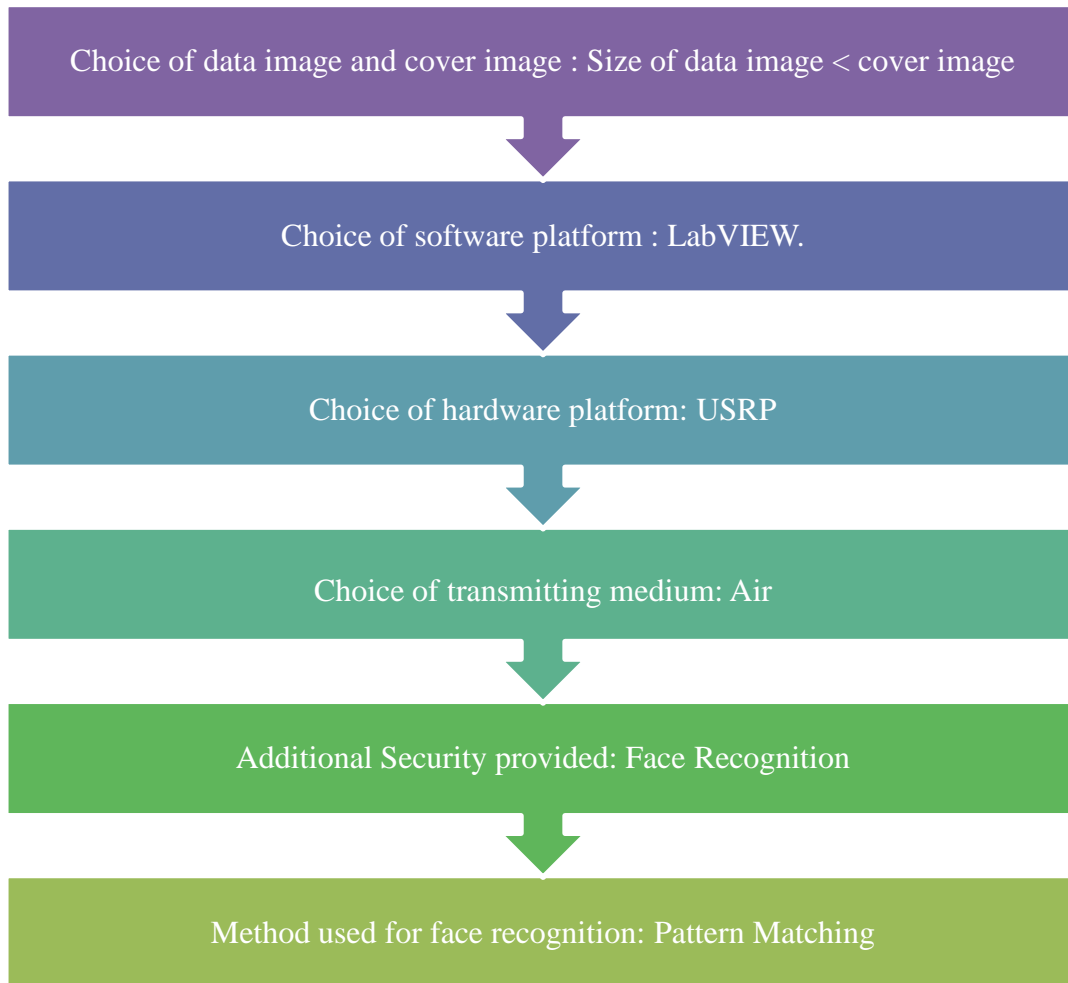 Choice of data image and cover image : Size of data image < cover image
Choice of software platform : LabVIEW.
Choice of hardware platform: USRP
Choice of transmitting medium: Air
Additional Security provided: Face Recognition
Method used for face recognition: Pattern Matching